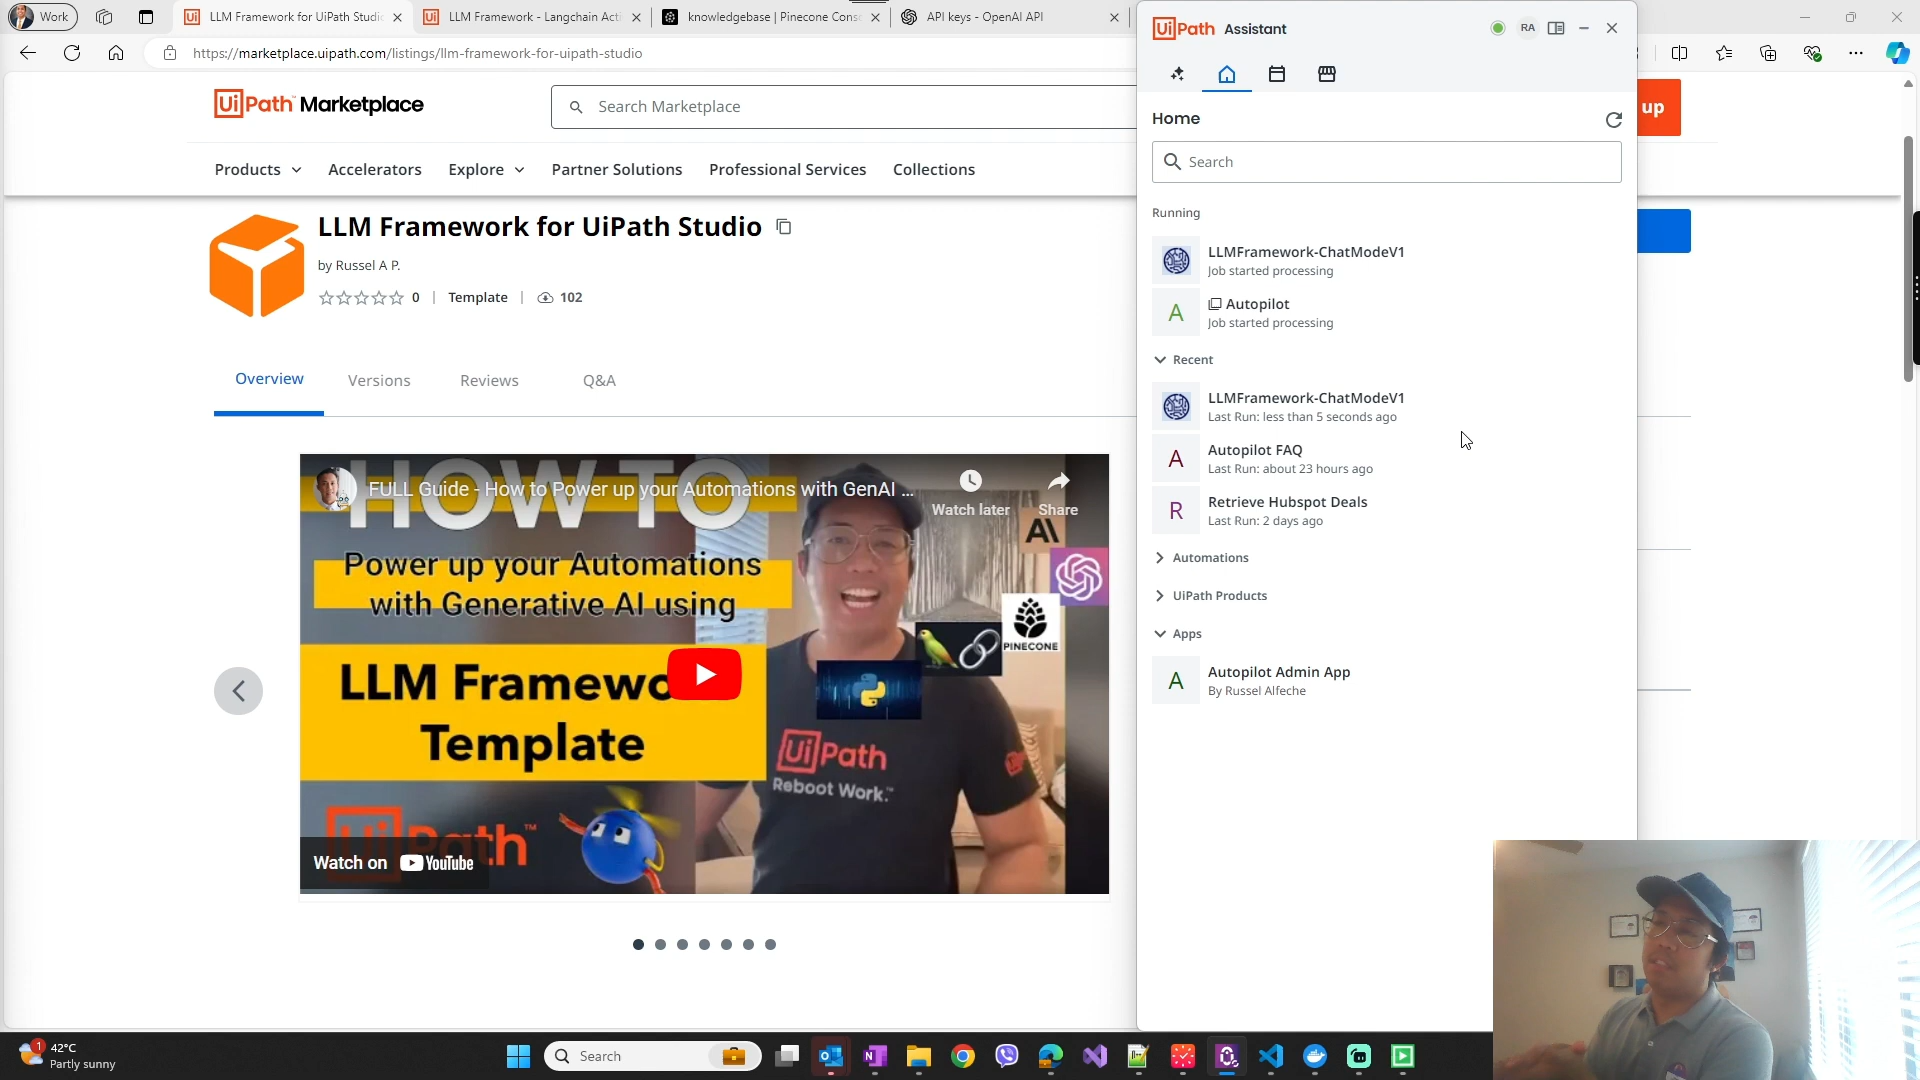 Work
LLM Framework for UiPath Studio
LLM Framework - Langchain Acti
knowledgebase | Pinecone Cons
API keys - OpenAI API
https://marketplace.uipath.com/listings/llm-framework-for-uipath-studio
UiPath Marketplace
Search Marketplace
up
Products
Accelerators
Explore
Partner Solutions
Professional Services
Collections
LLM Framework for UiPath Studio
by Russel A P.
0
Template
102
Overview
Versions
Reviews
Q&A
FULL Guide - How to Power up your Automations with GenAI ...
Watch later
Share
HOW TO
Power up your Automations
with Generative AI using
LLM Framewo
Template
AI
PINECONE
UiPath
Reboot Work.™
UiPath™
Watch on YouTube
UiPath Assistant
RA
Home
Search
Running
LLMFramework-ChatModeV1
Job started processing
A
Autopilot
Job started processing
Recent
LLMFramework-ChatModeV1
Last Run: less than 5 seconds ago
A
Autopilot FAQ
Last Run: about 23 hours ago
R
Retrieve Hubspot Deals
Last Run: 2 days ago
Automations
UiPath Products
Apps
A
Autopilot Admin App
By Russel Alfeche
1
42°C
Partly sunny
Search